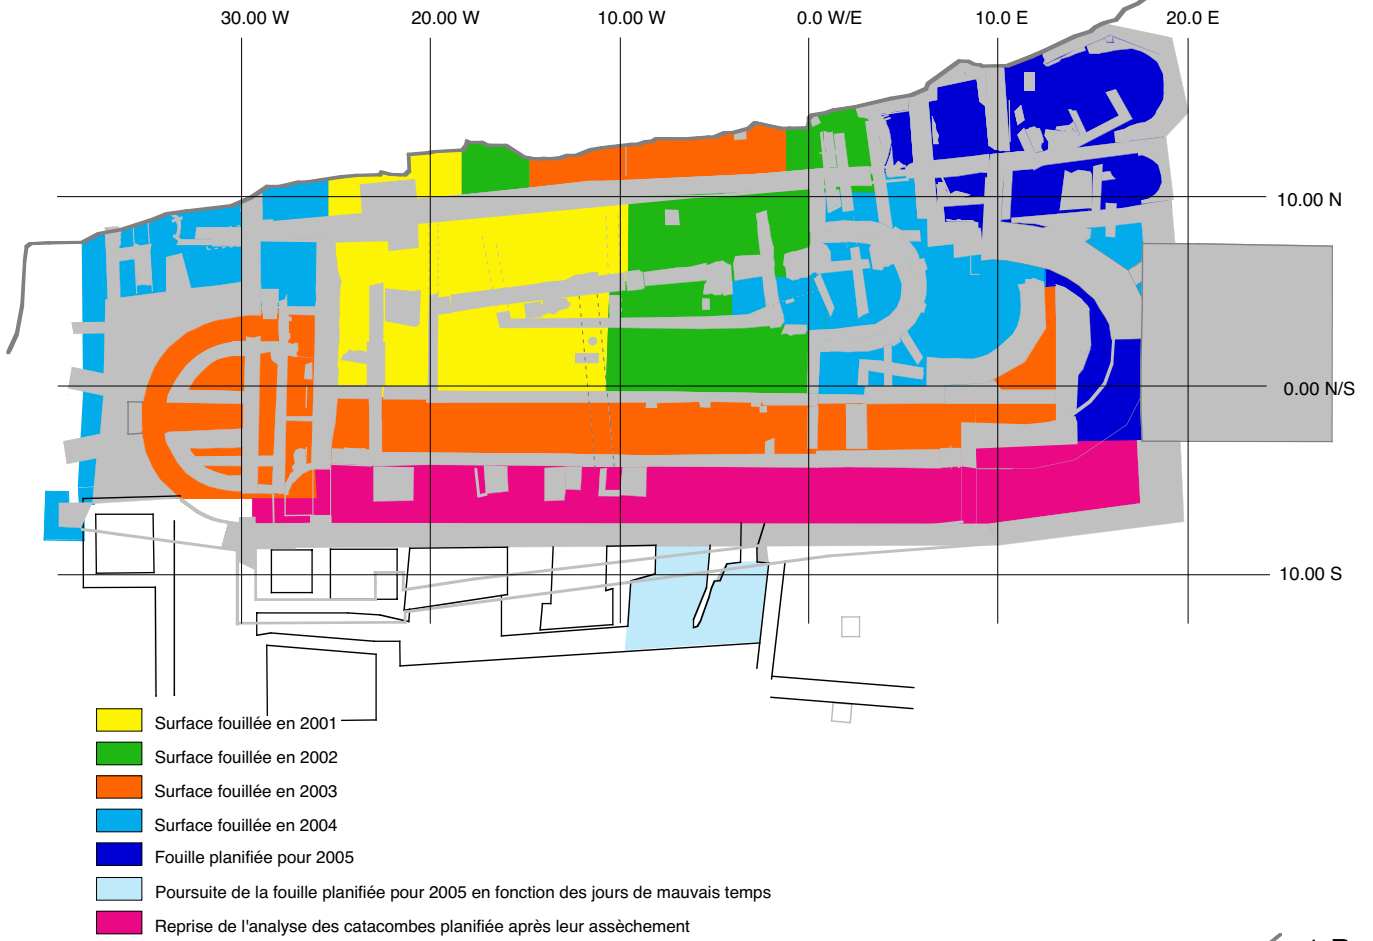 30.00 W 20.00 W 10.00 W 0.0 W/E 10.0 E 20.0 E
10.00 N
0.00 N/S
10.00 S
Surface fouillée en 2001
Surface fouillée en 2002
Surface fouillée en 2003
Surface fouillée en 2004
Fouille planifiée pour 2005
Poursuite de la fouille planifiée pour 2005 en fonction des jours de mauvais temps
Reprise de l'analyse des catacombes planifiée après leur assèchement